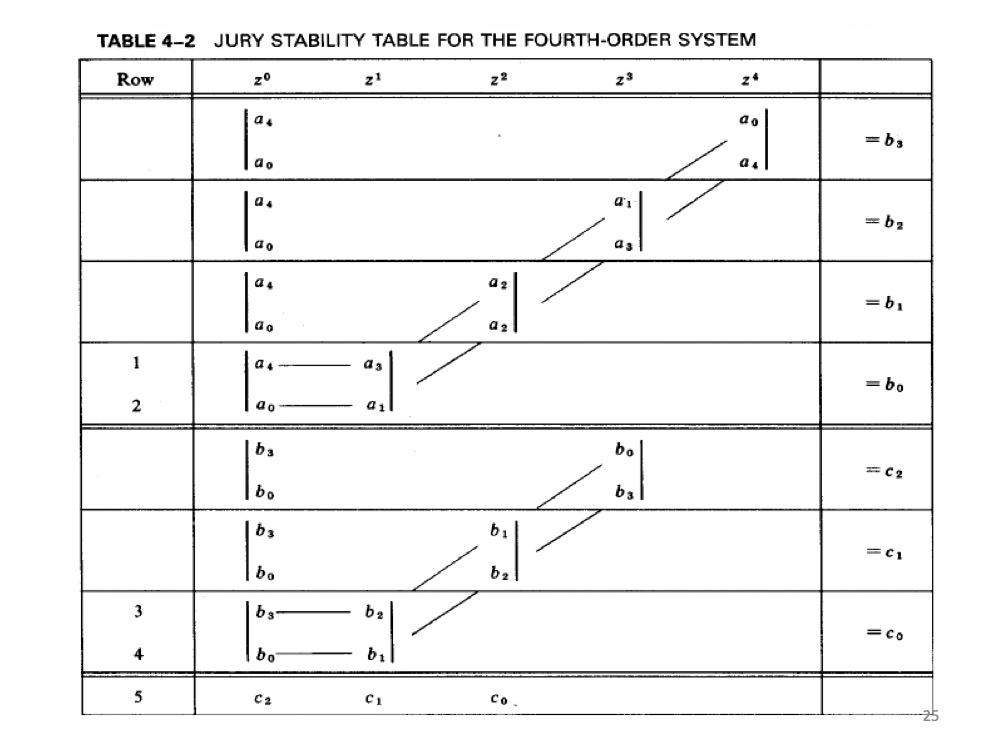 TABLE 4–2 JURY STABILITY TABLE FOR THE FOURTH-ORDER SYSTEM
Row z⁰ z¹ z² z³ z⁴
a₄ a₀
= b₃
a₀ a₄
a₄ a₁
= b₂
a₀ a₃
a₄ a₂
= b₁
a₀ a₂
1 a₄ a₃
= b₀
2 a₀ a₁
b₃ b₀
= c₂
b₀ b₃
b₃ b₁
= c₁
b₀ b₂
3 b₃ b₂
= c₀
4 b₀ b₁
5 c₂ c₁ c₀
25